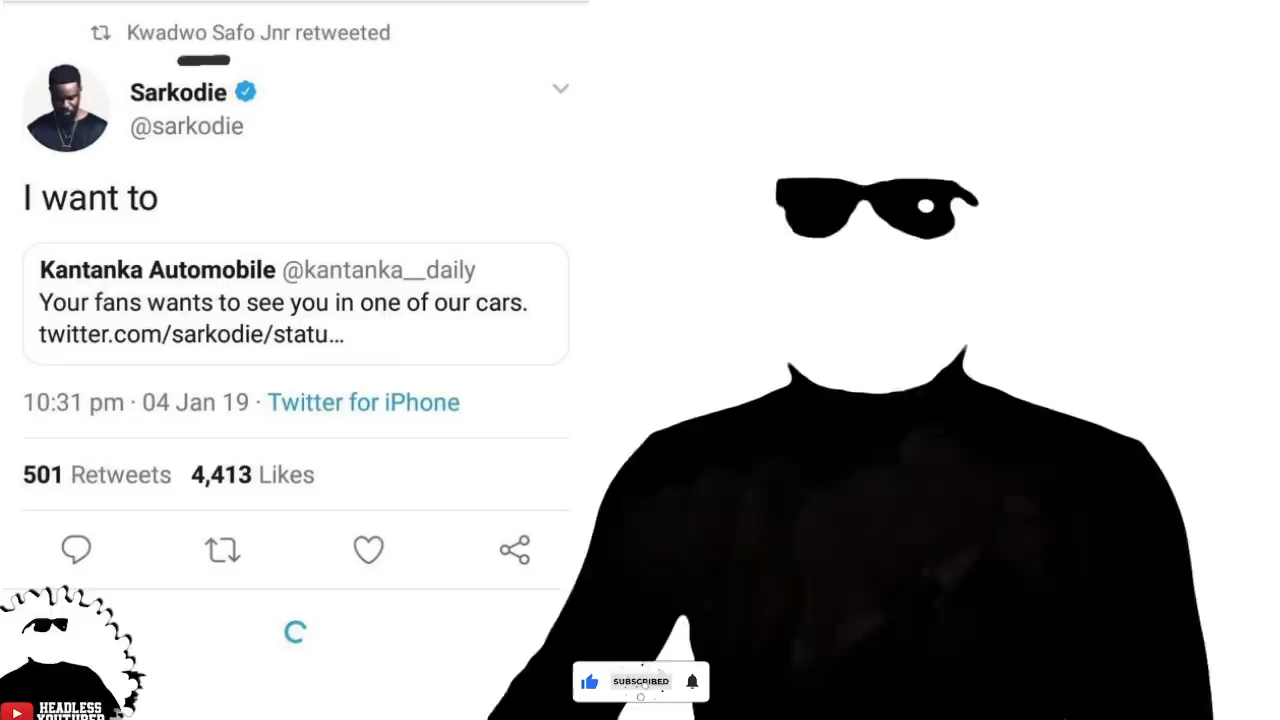 Kwadwo Safo Jnr retweeted
Sarkodie
@sarkodie
I want to
Kantanka Automobile @kantanka__daily
Your fans wants to see you in one of our cars.
twitter.com/sarkodie/statu...
10:31 pm · 04 Jan 19 · Twitter for iPhone
501 Retweets 4,413 Likes
SUBSCRIBED
HEADLESS
YOUTUBER